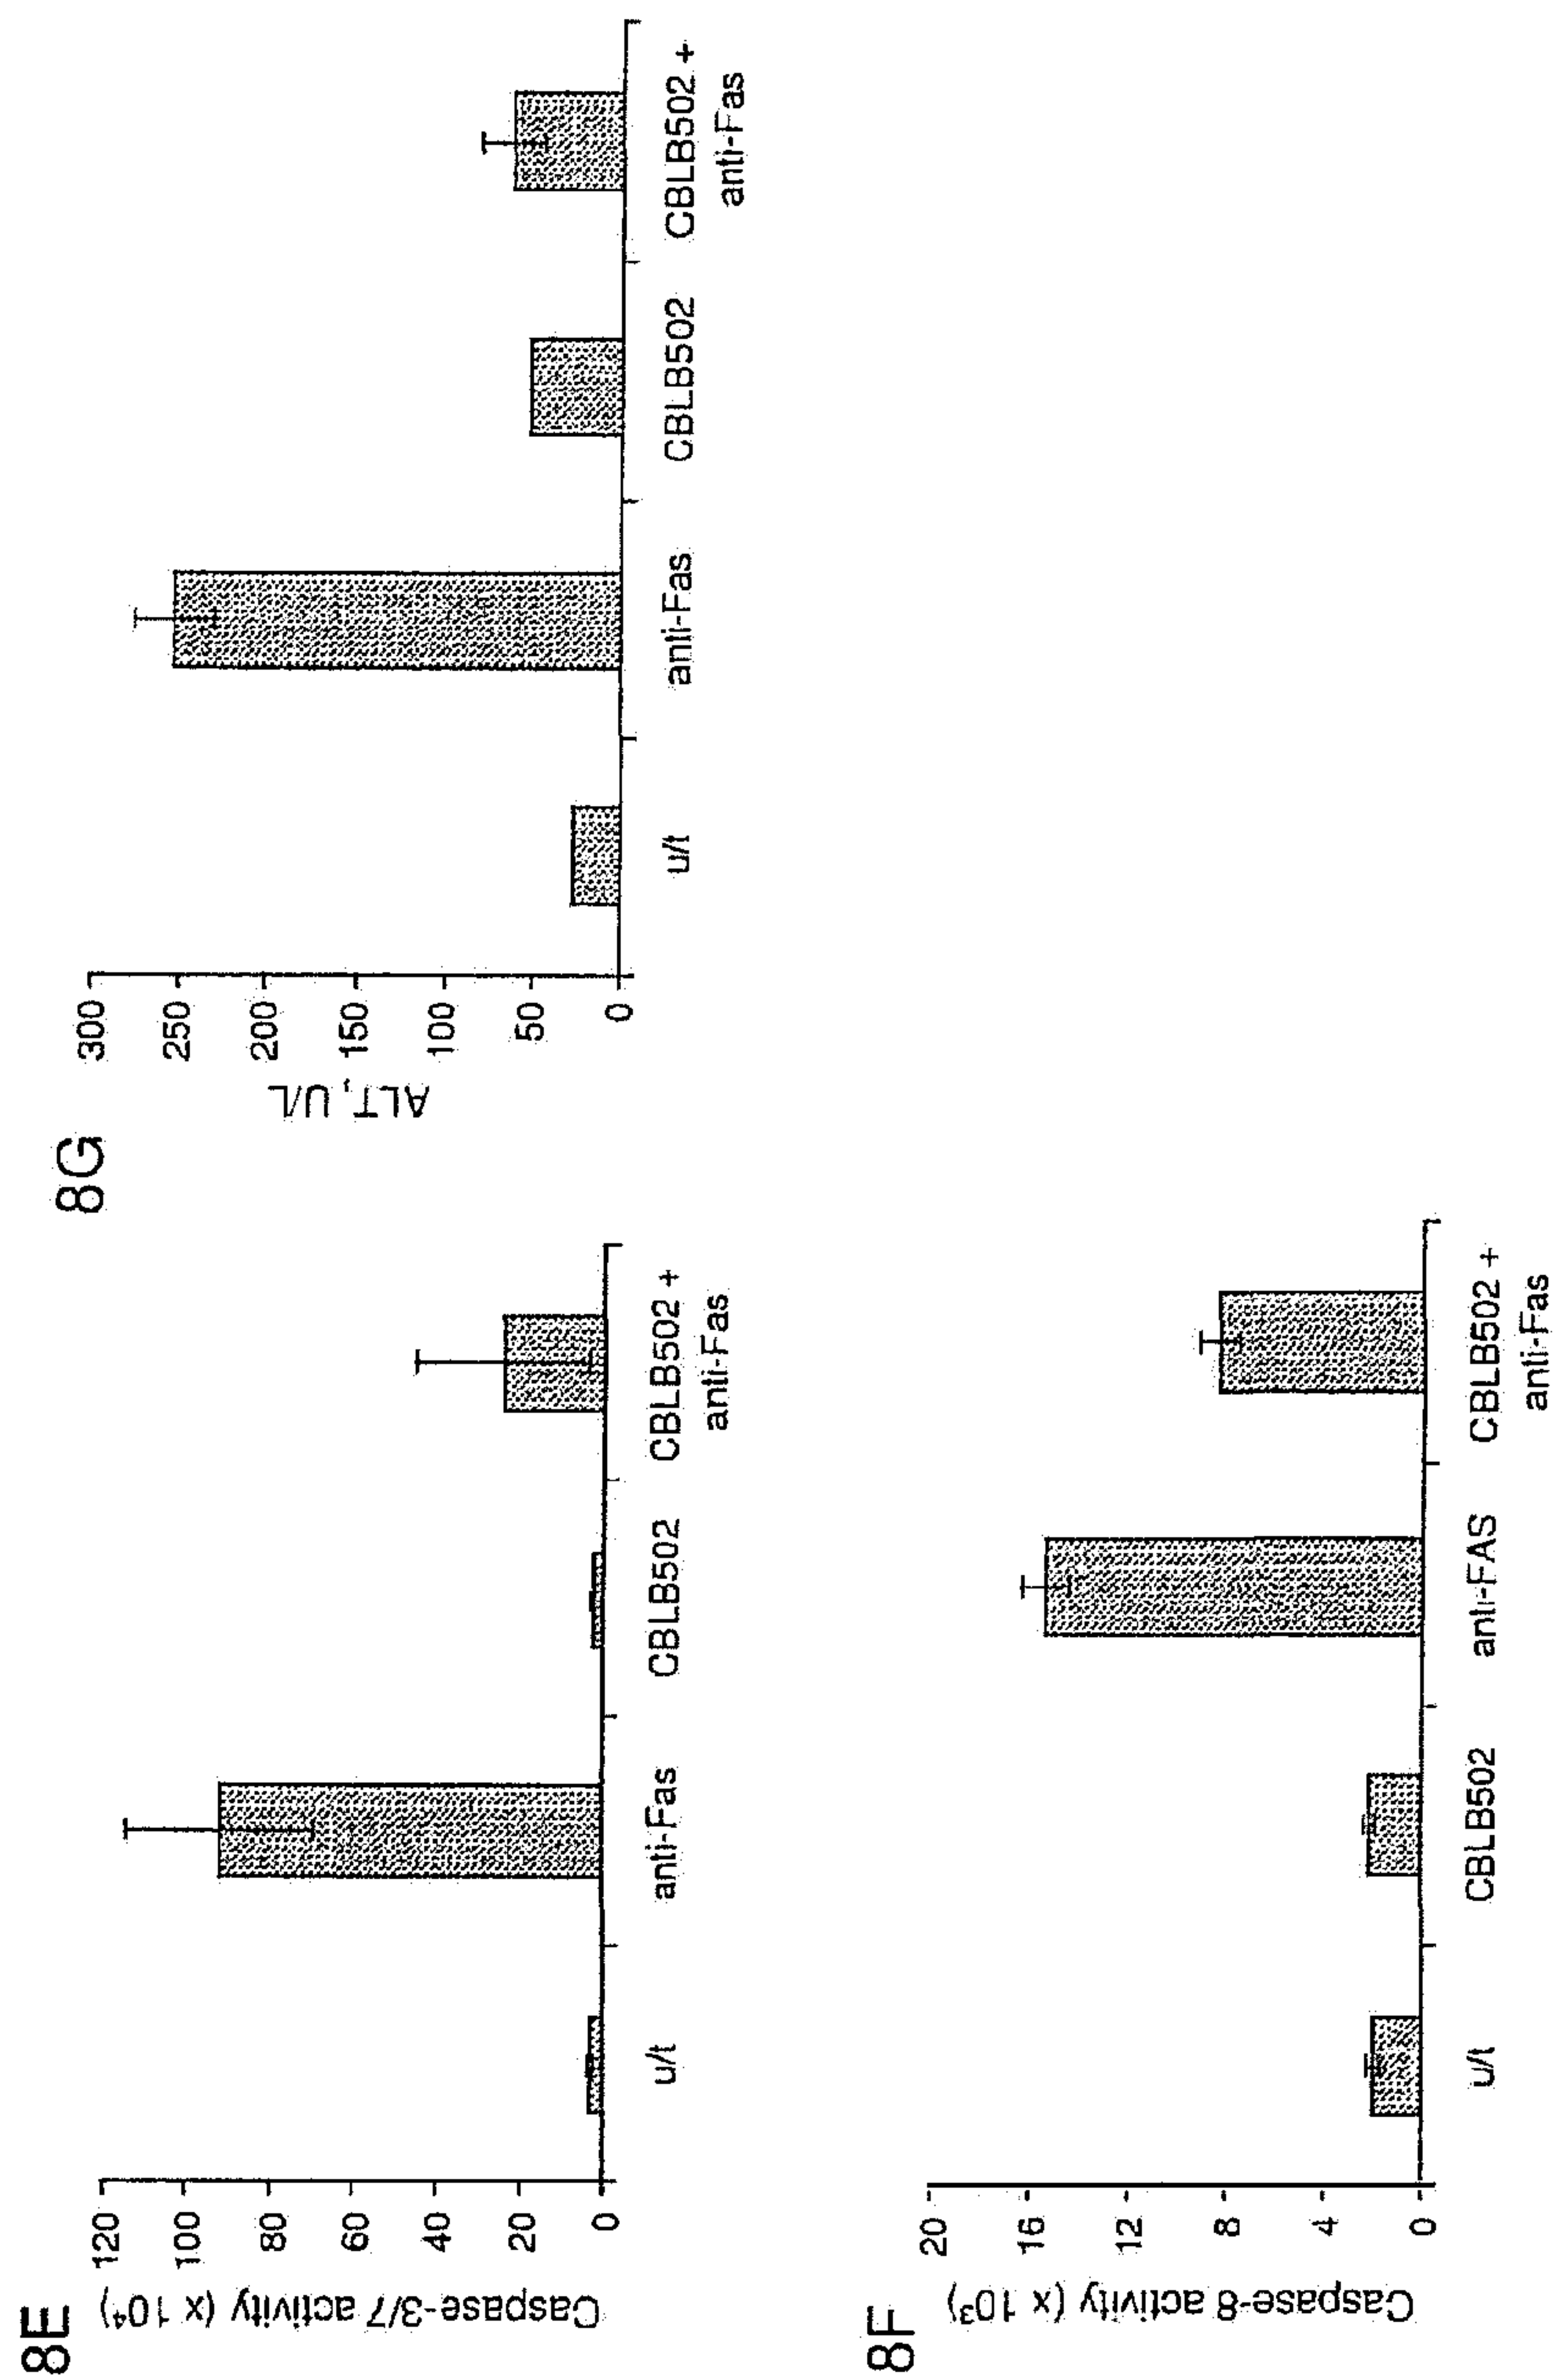 8E
Caspase-3/7 activity (x 10⁴)
120
100
80
60
40
20
0
u/t
anti-Fas
CBLB502
CBLB502 +
anti-Fas
8F
Caspase-8 activity (x 10³)
20
16
12
8
4
0
u/t
CBLB502
anti-FAS
CBLB502 +
anti-Fas
8G
ALT, U/L
300
250
200
150
100
50
0
u/t
anti-Fas
CBLB502
CBLB502 +
anti-Fas